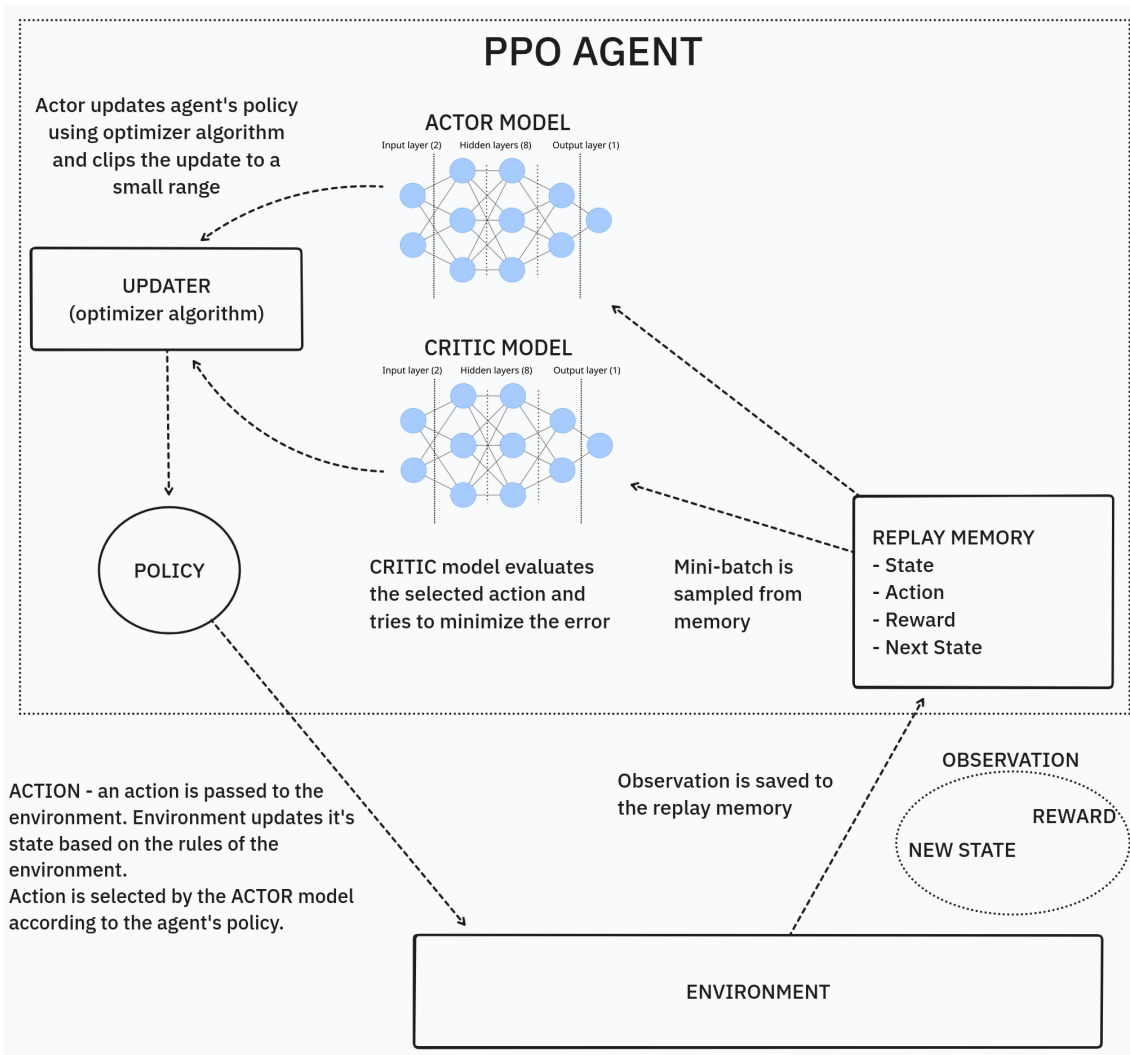 PPO AGENT
Actor updates agent's policy
using optimizer algorithm
and clips the update to a
small range
ACTOR MODEL
Input layer (2)
Hidden layers (8)
Output layer (1)
UPDATER
(optimizer algorithm)
CRITIC MODEL
Input layer (2)
Hidden layers (8)
Output layer (1)
POLICY
CRITIC model evaluates
the selected action and
tries to minimize the error
Mini-batch is
sampled from
memory
REPLAY MEMORY
- State
- Action
- Reward
- Next State
ACTION - an action is passed to the
environment. Environment updates it's
state based on the rules of the
environment.
Action is selected by the ACTOR model
according to the agent's policy.
Observation is saved to
the replay memory
OBSERVATION
REWARD
NEW STATE
ENVIRONMENT